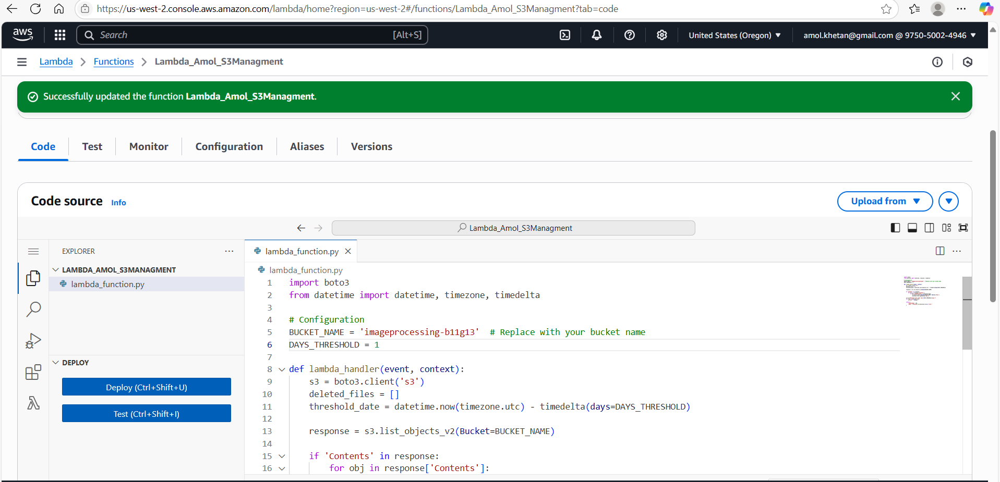 https://us-west-2.console.aws.amazon.com/lambda/home?region=us-west-2#/functions/Lambda_Amol_S3Managment?tab=code
aws
Search [Alt+S]
United States (Oregon) ▼
amol.khetan@gmail.com @ 9750-5002-4946 ▼
Lambda > Functions > Lambda_Amol_S3Managment
Successfully updated the function Lambda_Amol_S3Managment.
Code Test Monitor Configuration Aliases Versions
Code source Info
Upload from ▼
Lambda_Amol_S3Managment
EXPLORER
LAMBDA_AMOL_S3MANAGMENT
lambda_function.py
DEPLOY
Deploy (Ctrl+Shift+U)
Test (Ctrl+Shift+I)
lambda_function.py
lambda_function.py
1 import boto3
2 from datetime import datetime, timezone, timedelta
3
4 # Configuration
5 BUCKET_NAME = 'imageprocessing-b11g13'  # Replace with your bucket name
6 DAYS_THRESHOLD = 1
7
8 def lambda_handler(event, context):
9     s3 = boto3.client('s3')
10     deleted_files = []
11     threshold_date = datetime.now(timezone.utc) - timedelta(days=DAYS_THRESHOLD)
12
13     response = s3.list_objects_v2(Bucket=BUCKET_NAME)
14
15     if 'Contents' in response:
16         for obj in response['Contents']: